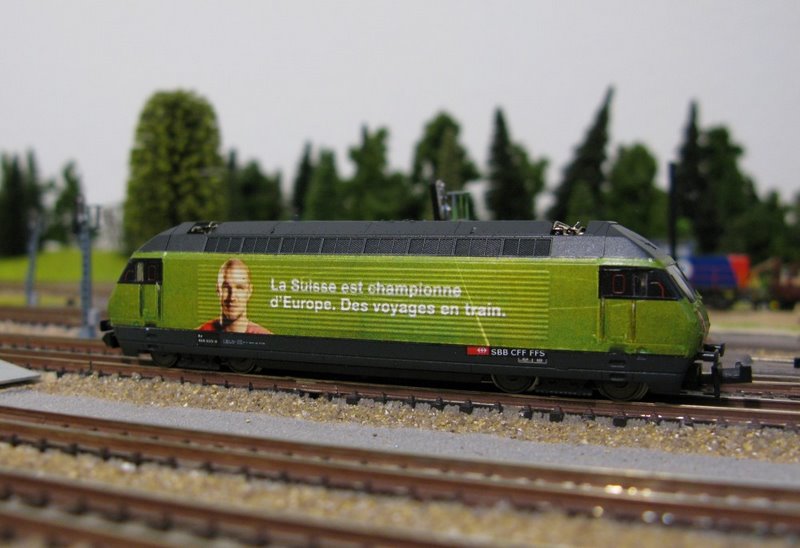 La Suisse est championne
d'Europe. Des voyages en train.
SBB CFF FFS